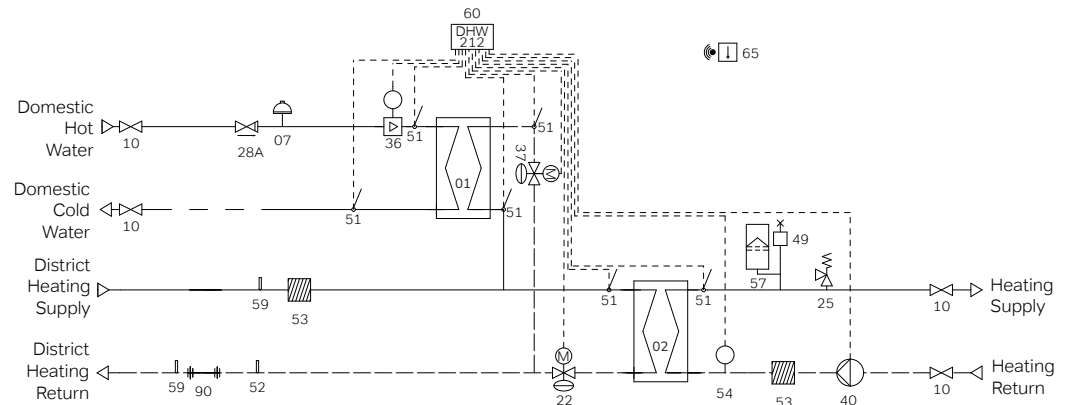 60
DHW
212
65
Domestic
Hot
Water
10
28A
07
36
51
51
37
M
01
Domestic
Cold
Water
10
51
51
District
Heating
Supply
59
53
51
51
57
49
25
10
Heating
Supply
02
District
Heating
Return
59
90
52
M
22
54
53
40
10
Heating
Return